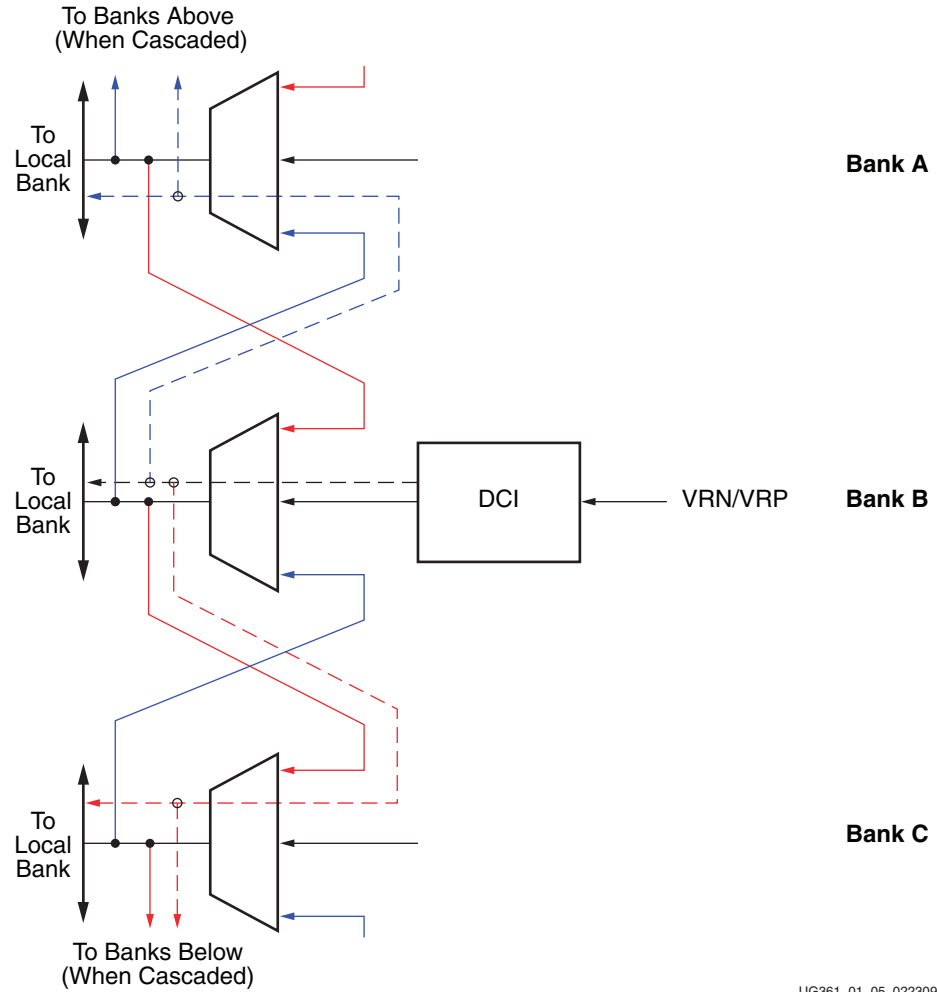 To Banks Above
(When Cascaded)
To
Local
Bank
Bank A
To
Local
Bank
DCI
VRN/VRP
Bank B
To
Local
Bank
Bank C
To Banks Below
(When Cascaded)
UG361_01_05_022309